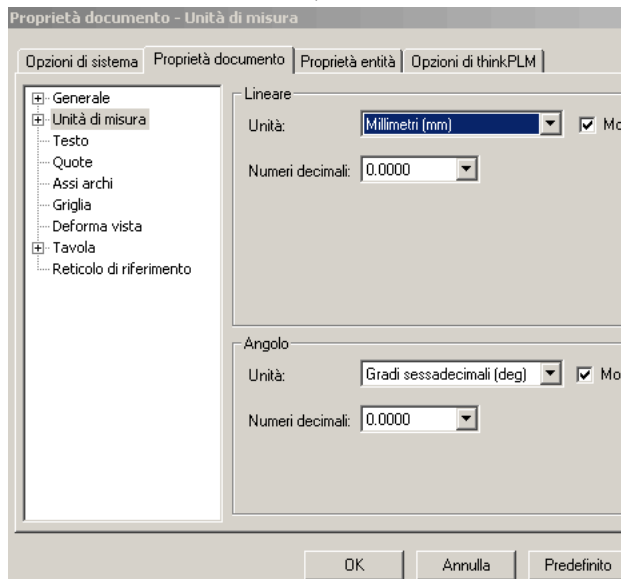 Proprietà documento - Unità di misura
Opzioni di sistema
Proprietà documento
Proprietà entità
Opzioni di thinkPLM
Generale
Unità di misura
Testo
Quote
Assi archi
Griglia
Deforma vista
Tavola
Reticolo di riferimento
Lineare
Unità: Millimetri (mm)
Numeri decimali: 0.0000
Angolo
Unità: Gradi sessadecimali (deg)
Numeri decimali: 0.0000
OK Annulla Predefinito